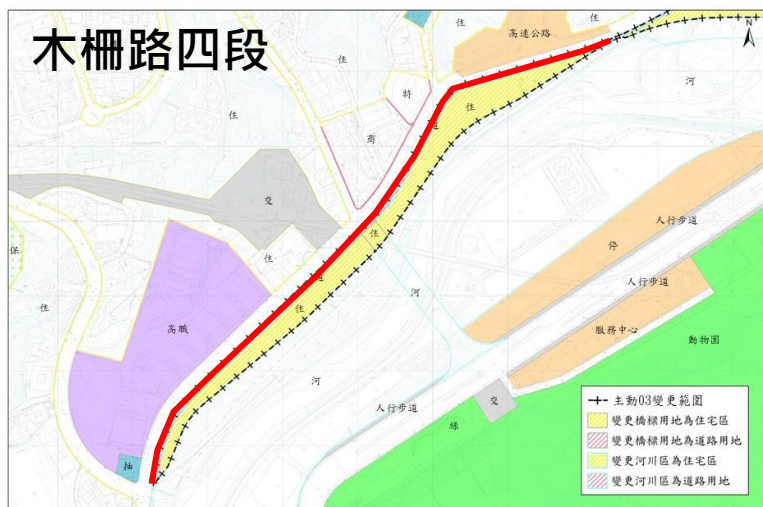 木柵路四段
住
高速公路
住
N
住
河
特
住
住
道
商
交
人行步道
保
住
住
道
停
住
河
人行步道
住
高職
服務中心
動物園
河
交
人行步道
綠
抽
主動03變更範圍
變更橋樑用地為住宅區
變更橋樑用地為道路用地
變更河川區為住宅區
變更河川區為道路用地